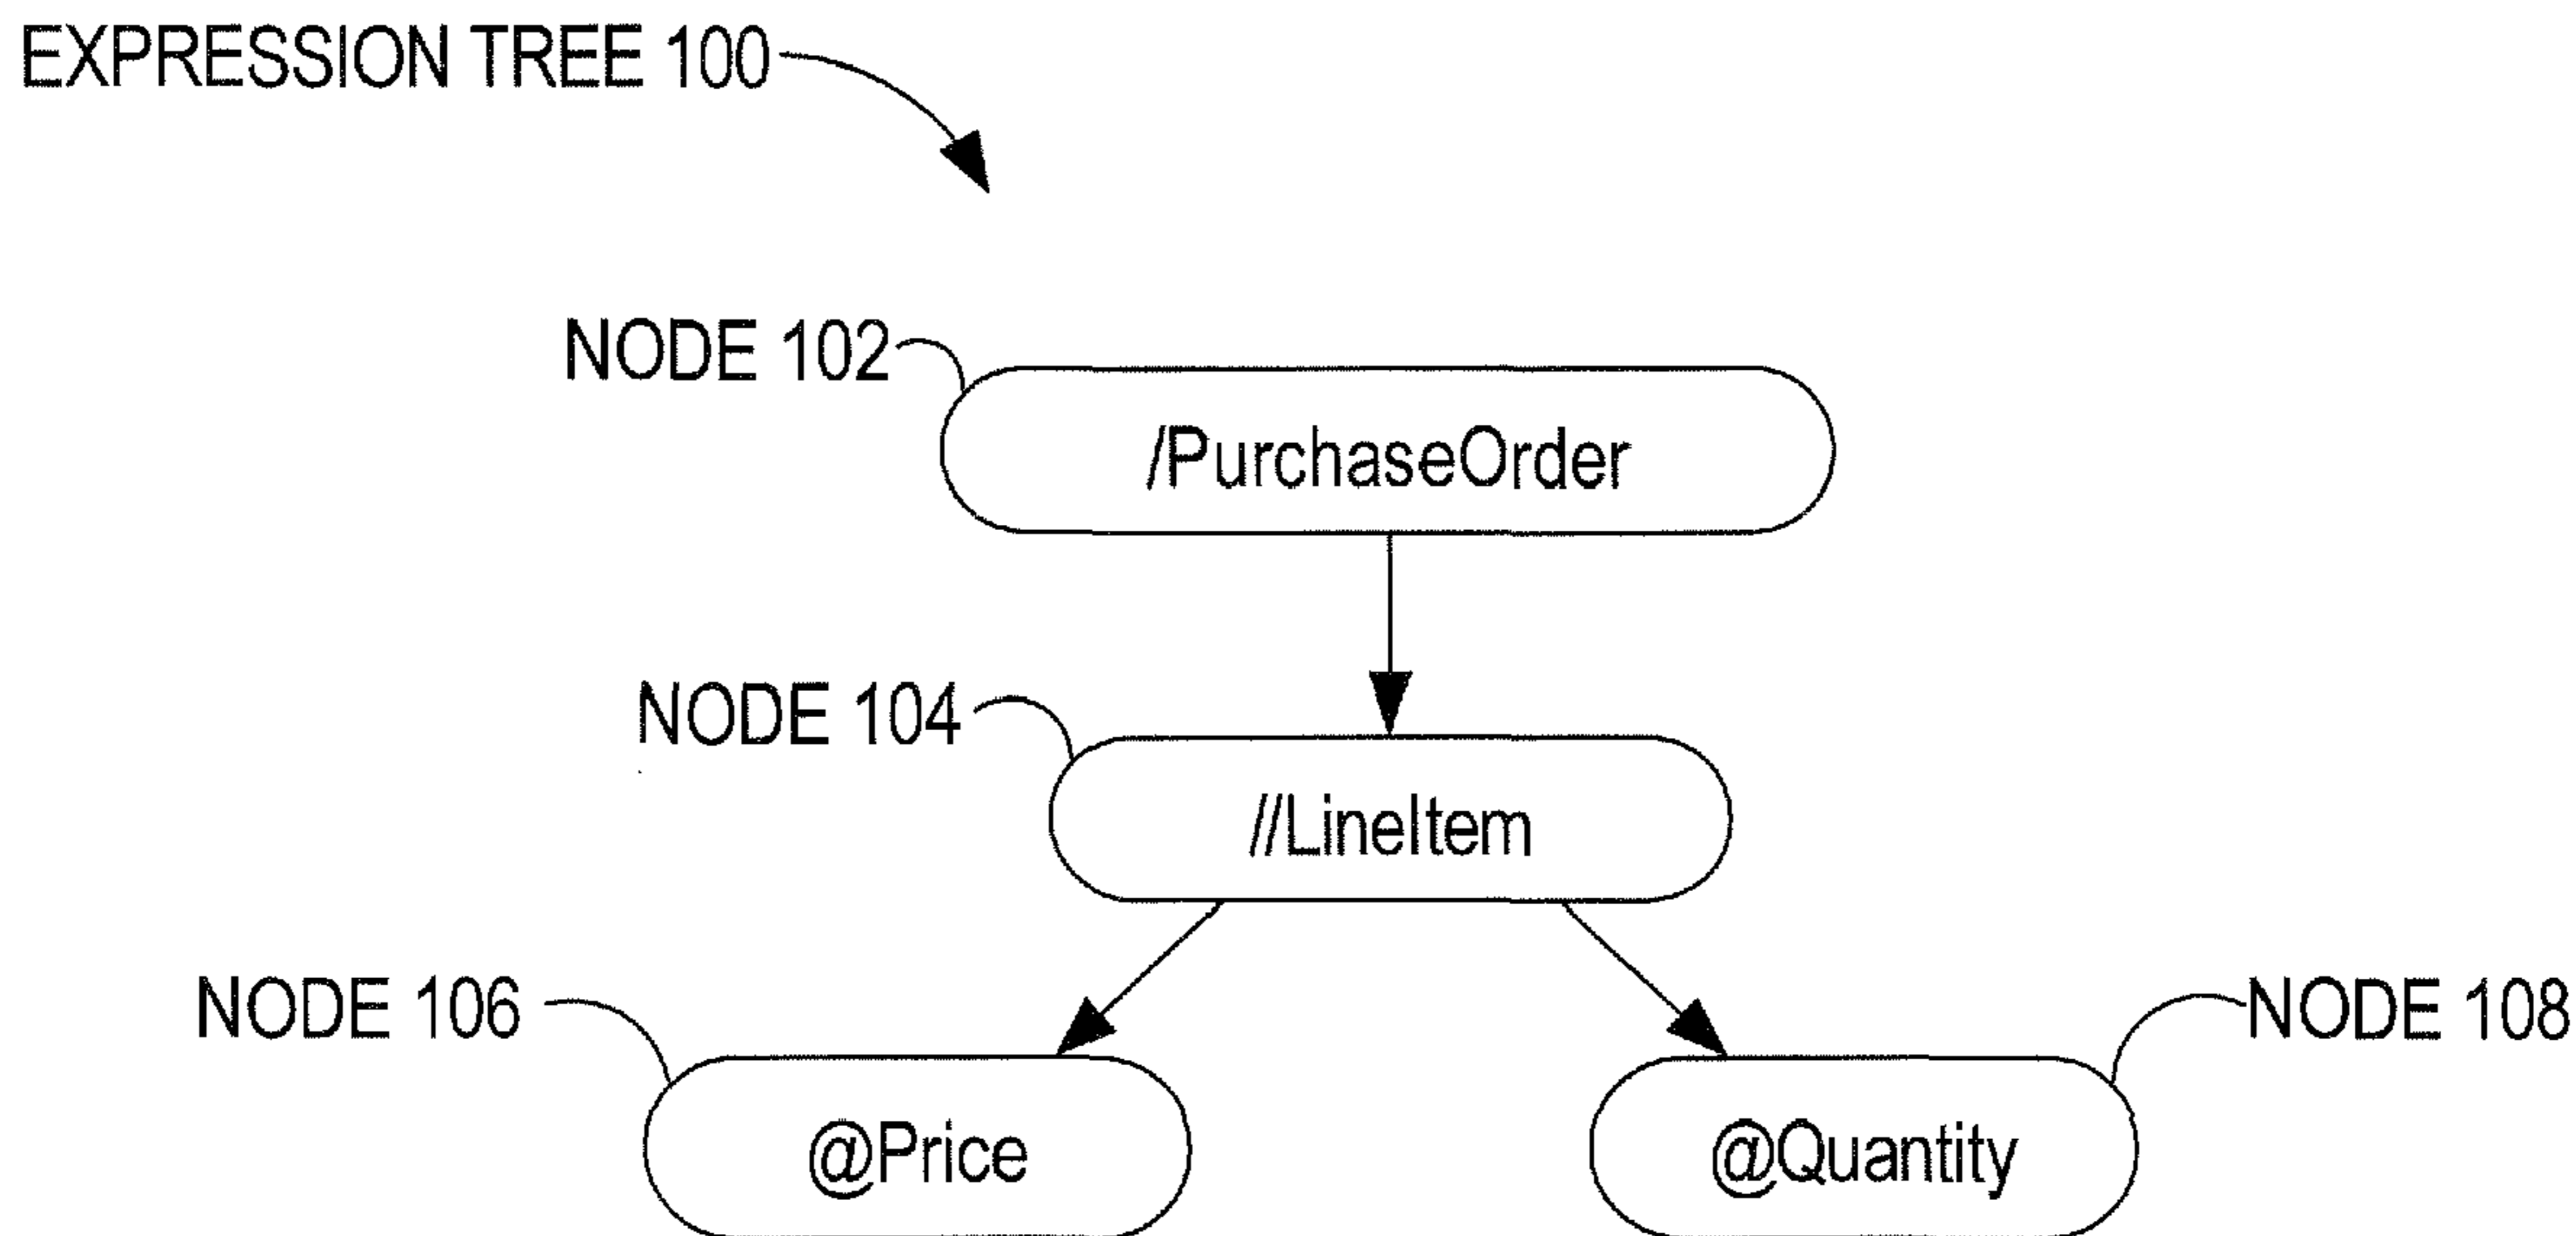 EXPRESSION TREE 100
NODE 102
/PurchaseOrder
NODE 104
//LineItem
NODE 106
NODE 108
@Price
@Quantity